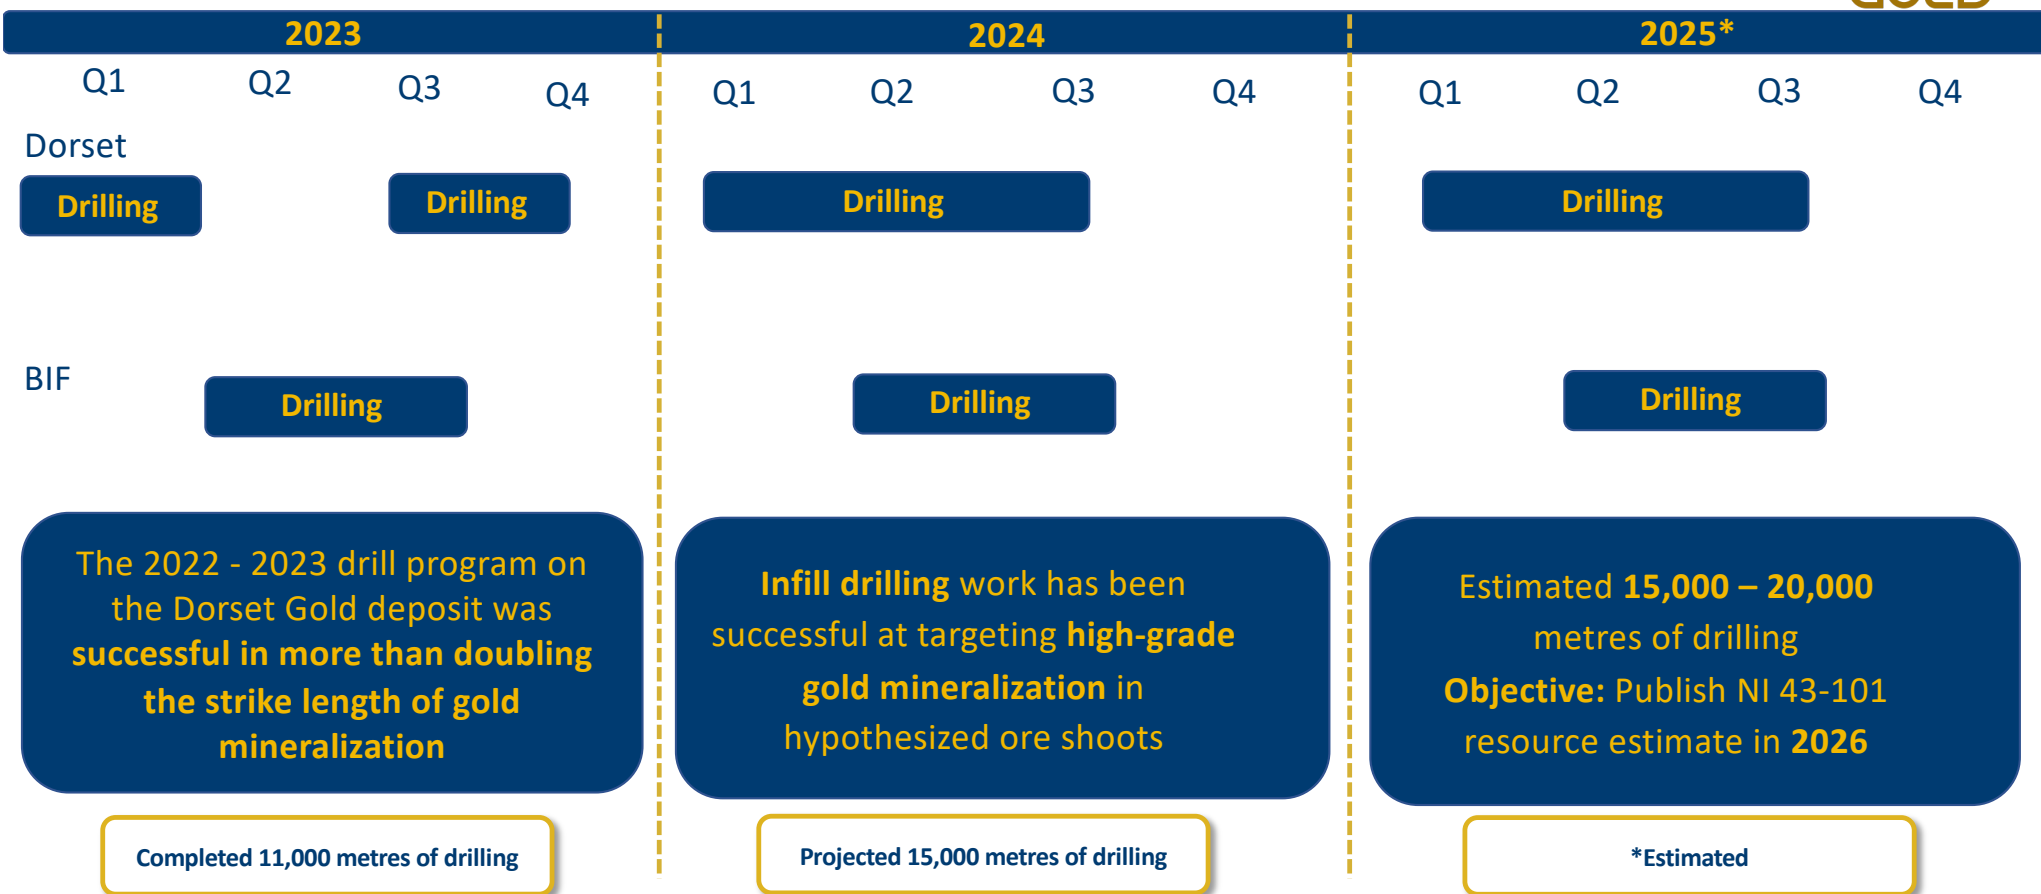 GOLD
2023 2024 2025*
Q1 Q2 Q3 Q4 Q1 Q2 Q3 Q4 Q1 Q2 Q3 Q4
Dorset
Drilling Drilling Drilling Drilling
BIF
Drilling Drilling Drilling
The 2022 - 2023 drill program on
the Dorset Gold deposit was
successful in more than doubling
the strike length of gold
mineralization
Completed 11,000 metres of drilling
Infill drilling work has been
successful at targeting high-grade
gold mineralization in
hypothesized ore shoots
Projected 15,000 metres of drilling
Estimated 15,000 – 20,000
metres of drilling
Objective: Publish NI 43-101
resource estimate in 2026
*Estimated